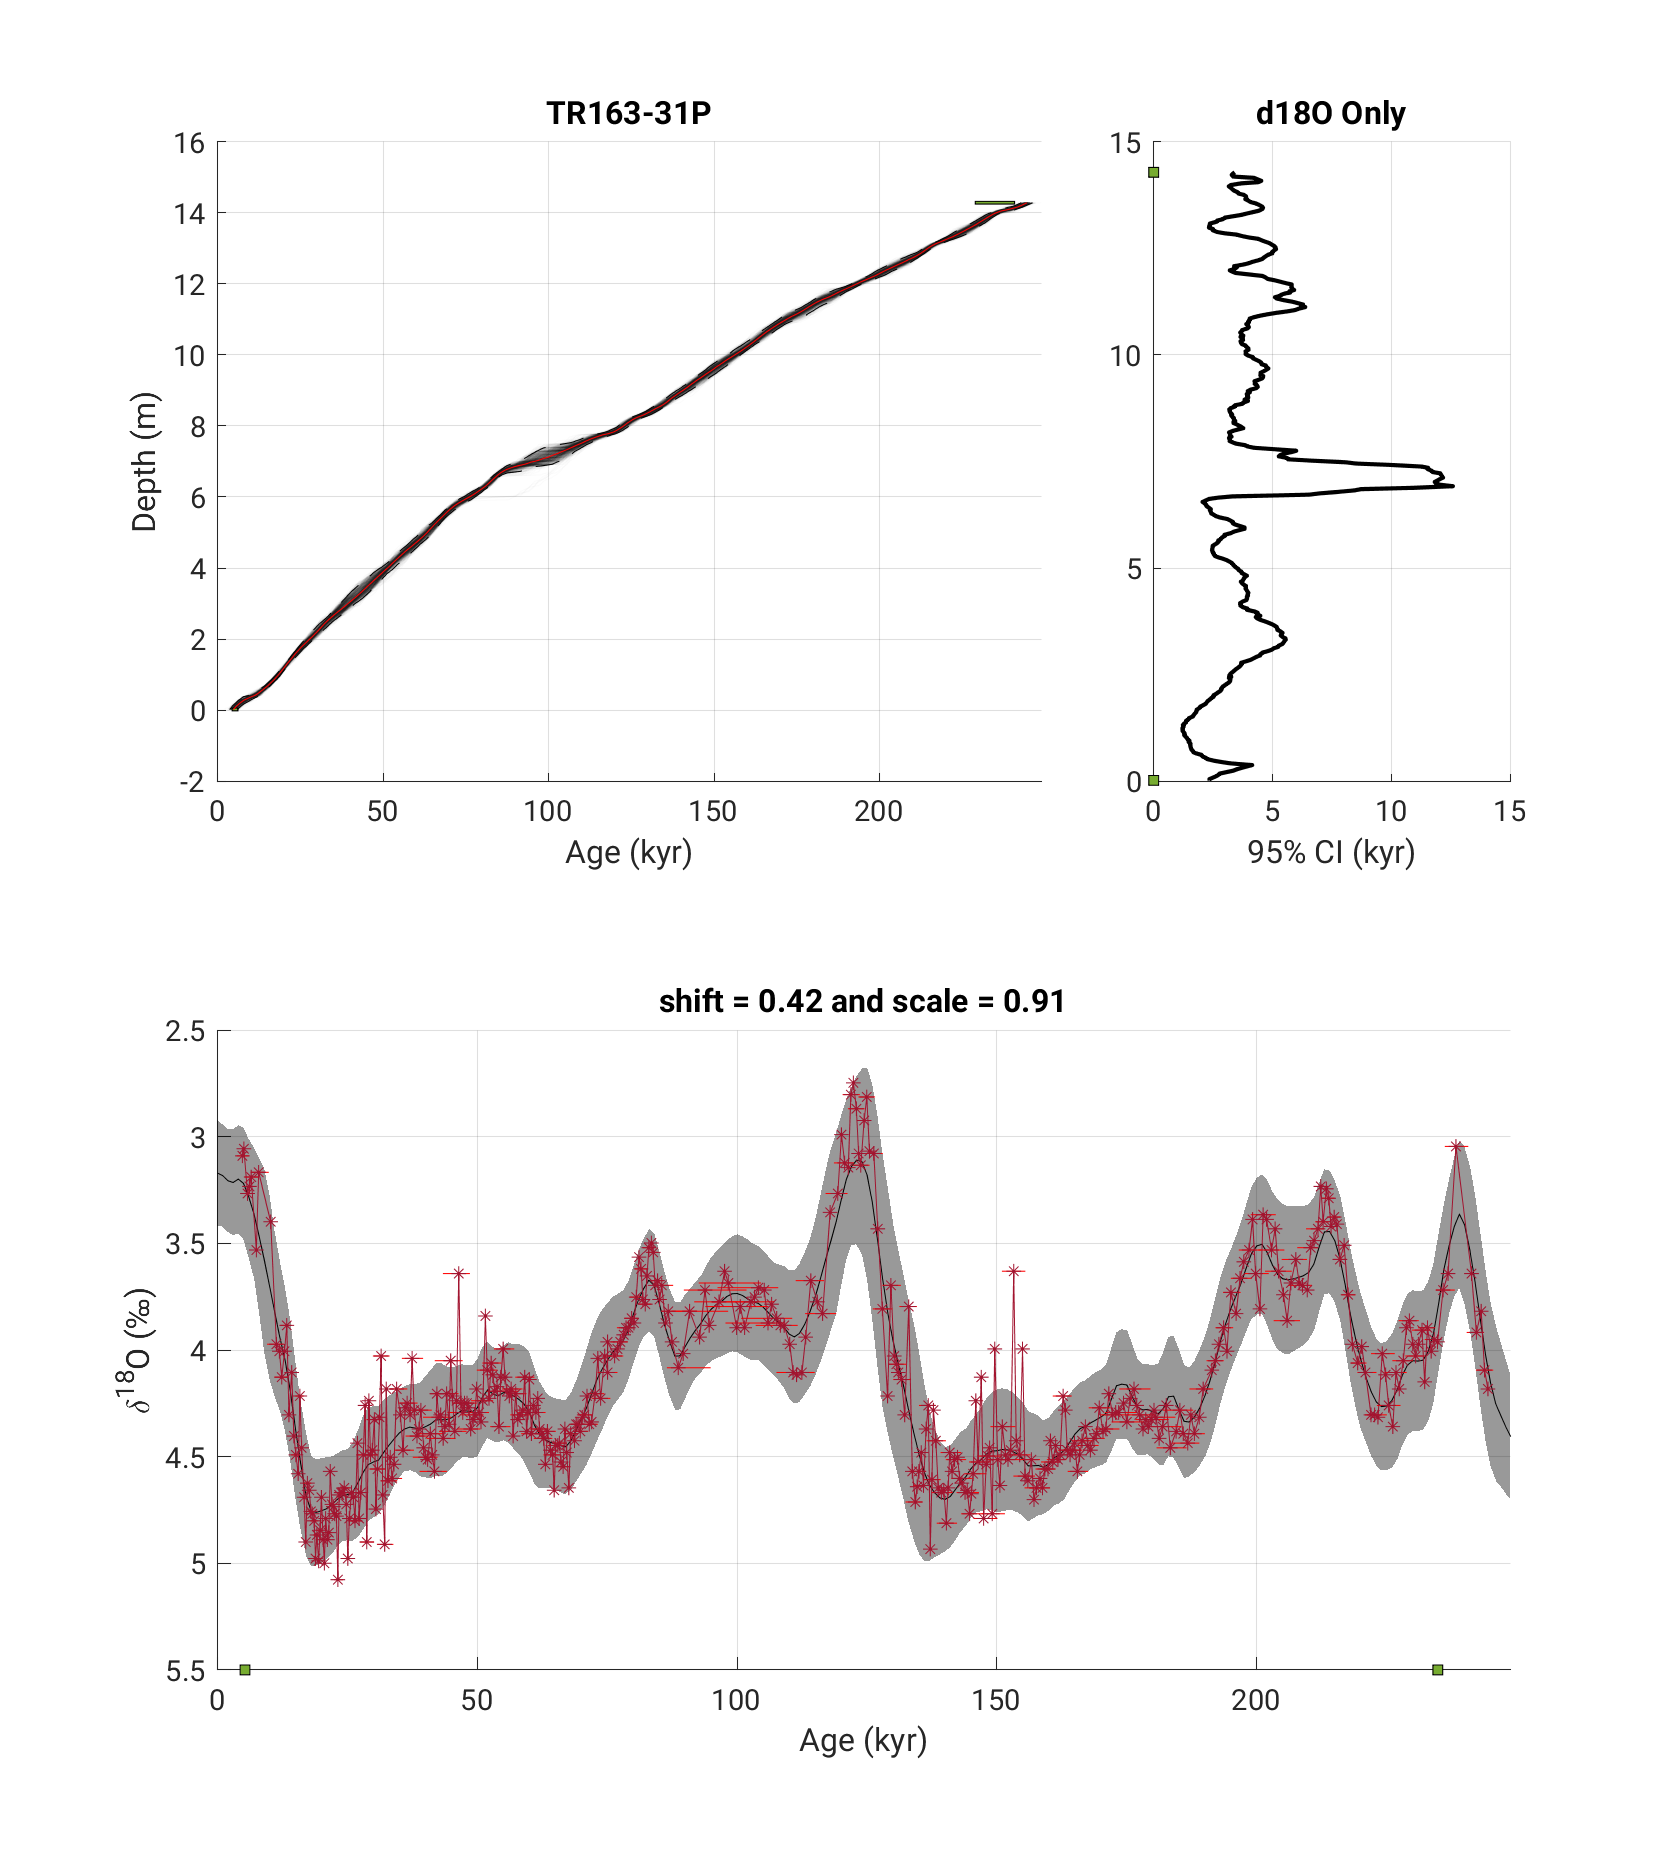 TR163-31P
d18O Only
16
14
12
10
8
6
4
2
0
-2
Depth (m)
0 50 100 150 200
Age (kyr)
15
10
5
0
0 5 10 15
95% CI (kyr)
shift = 0.42 and scale = 0.91
2.5
3
3.5
4
4.5
5
5.5
δ¹⁸O (‰)
0 50 100 150 200
Age (kyr)